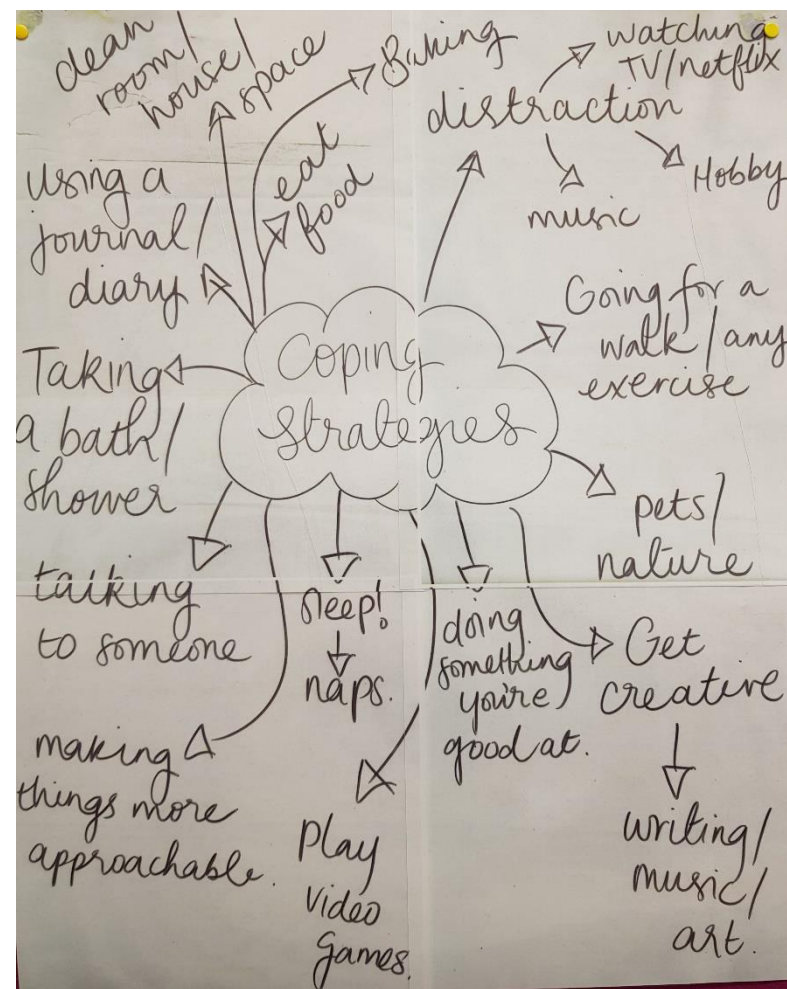 clean
room/
house/
space
Baking
eat
food
distraction
watching
TV/netflix
Hobby
music
using a
journal/
diary
Coping
strategies
Going for a
walk/any
exercise
Taking
a bath/
shower
pets/
nature
talking
to someone
sleep!
naps.
doing
something
you're
good at.
Get
creative
writing/
music/
art.
making
things more
approachable.
Play
video
games.